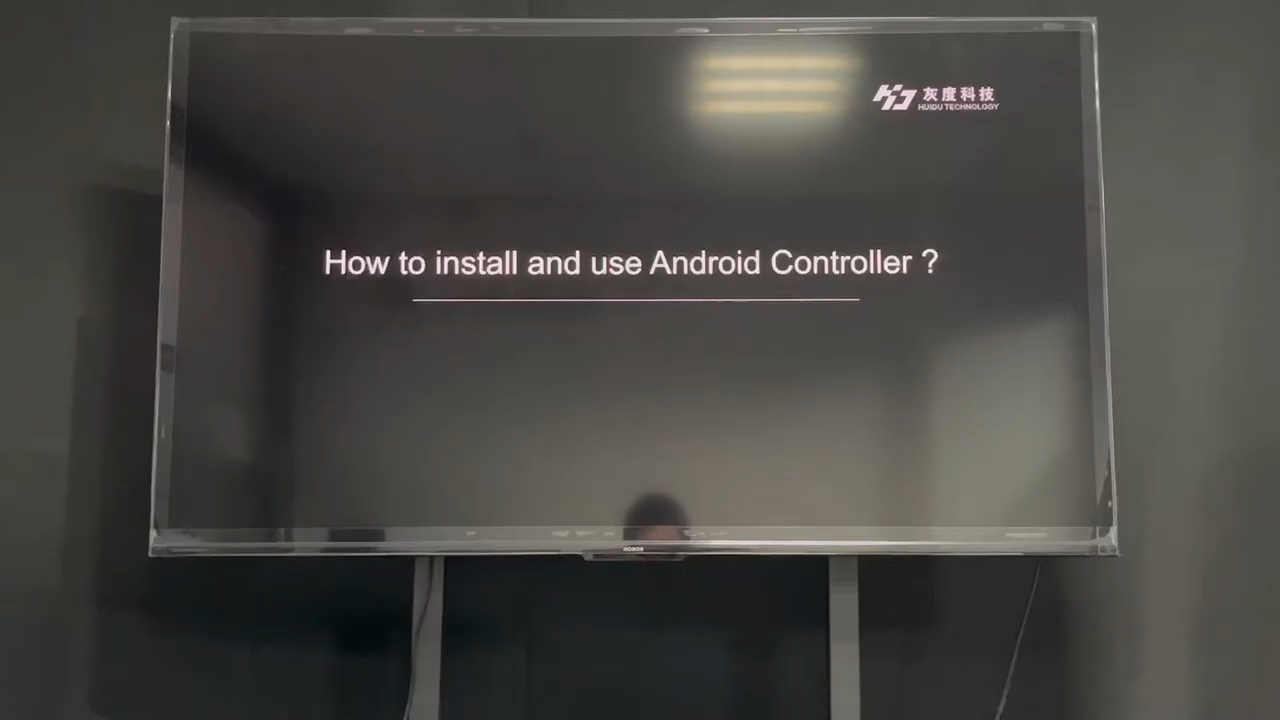 灰度科技
HUIDU TECHNOLOGY
How to install and use Android Controller ?